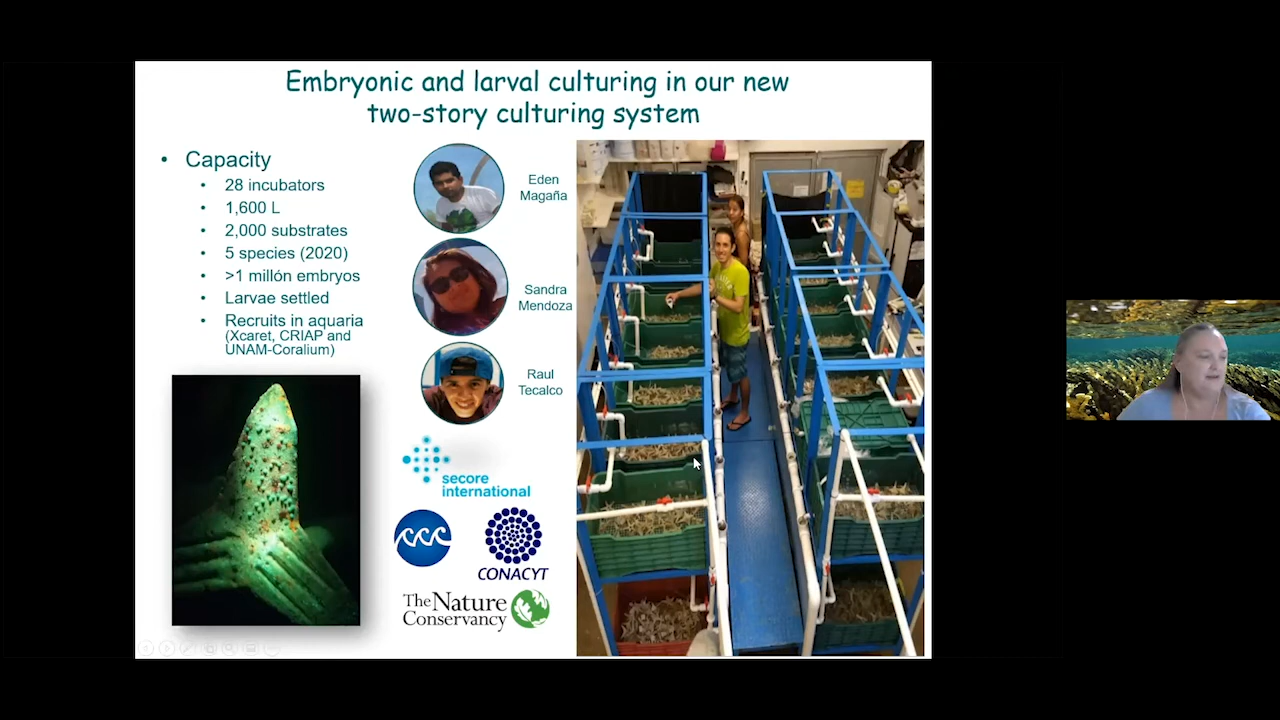 Embryonic and larval culturing in our new
two-story culturing system
• Capacity
• 28 incubators
• 1,600 L
• 2,000 substrates
• 5 species (2020)
• >1 millón embryos
• Larvae settled
• Recruits in aquaria
(Xcaret, CRIAP and
UNAM-Coralium)
Eden
Magaña
Sandra
Mendoza
Raul
Tecalco
secore
international
CCC
CONACYT
The Nature
Conservancy